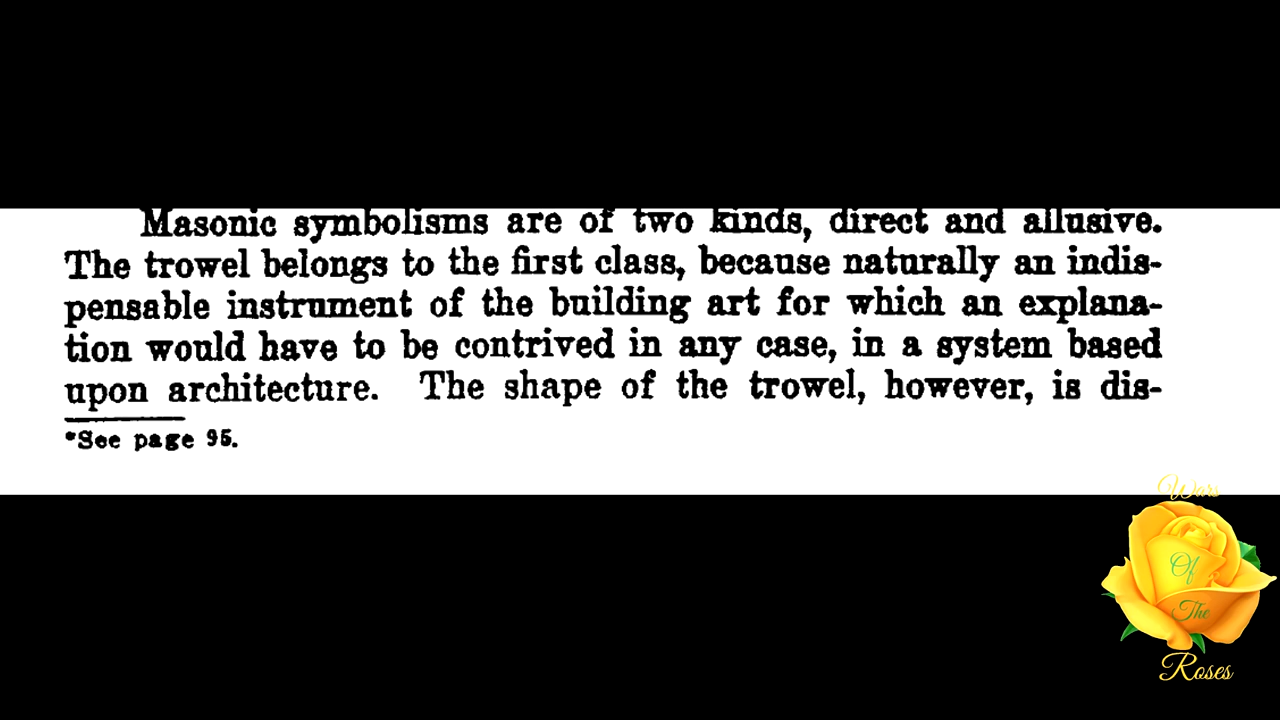 Masonic symbolisms are of two kinds, direct and allusive.
The trowel belongs to the first class, because naturally an indis-
pensable instrument of the building art for which an explana-
tion would have to be contrived in any case, in a system based
upon architecture. The shape of the trowel, however, is dis-
*See page 95.
Wars
Of
The
Roses